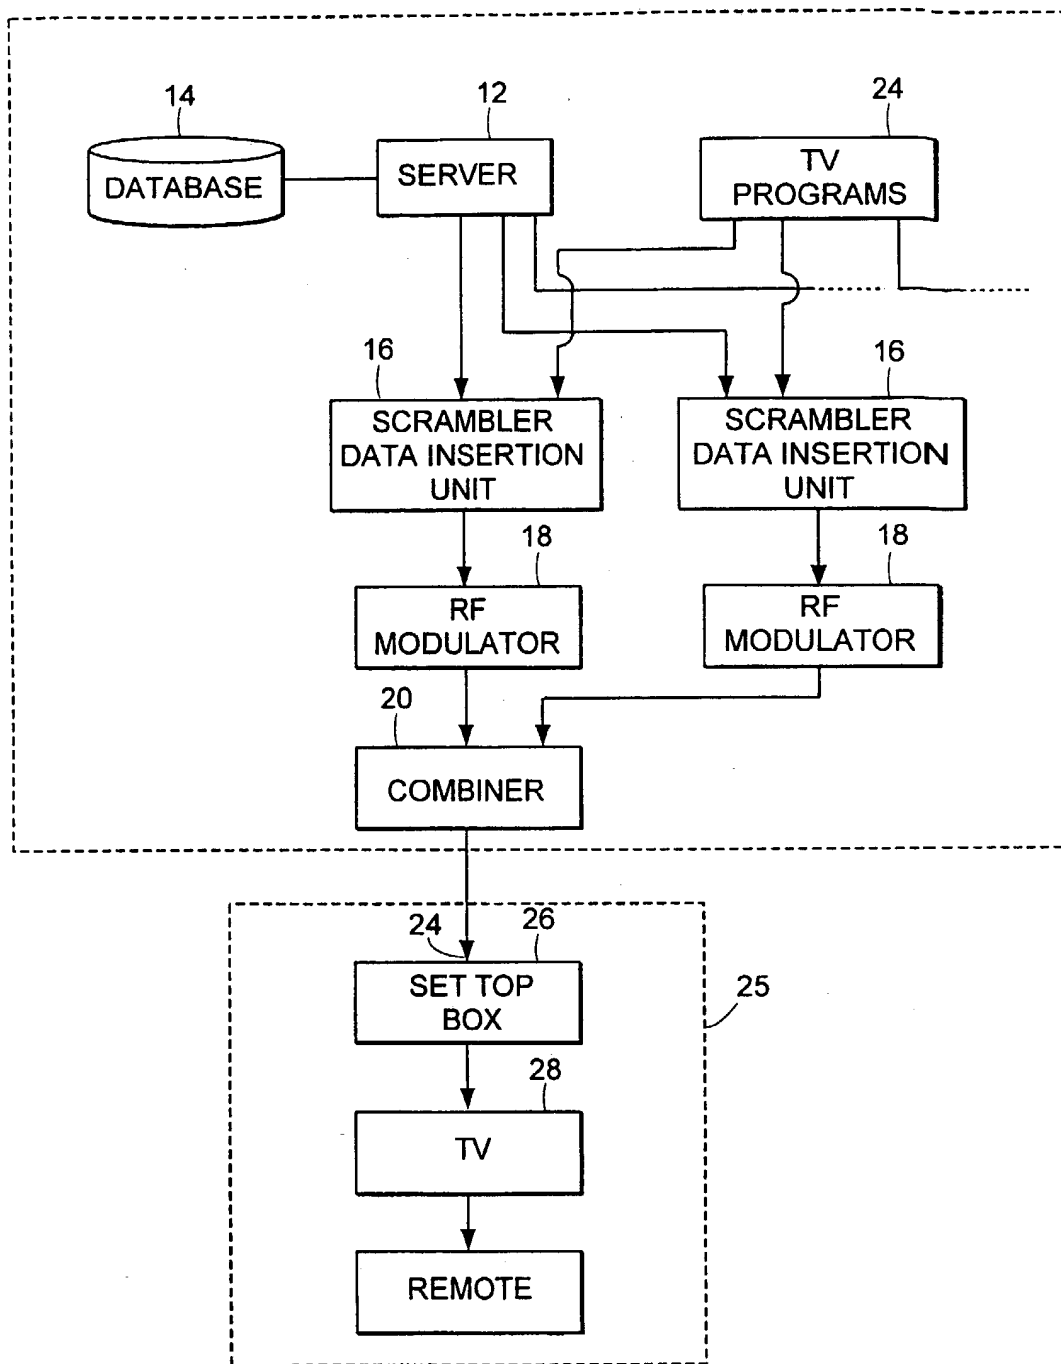 14
12
24
DATABASE
SERVER
TV
PROGRAMS
16
16
SCRAMBLER
DATA INSERTION
UNIT
SCRAMBLER
DATA INSERTION
UNIT
18
18
RF
MODULATOR
RF
MODULATOR
20
COMBINER
24
26
SET TOP
BOX
25
28
TV
REMOTE